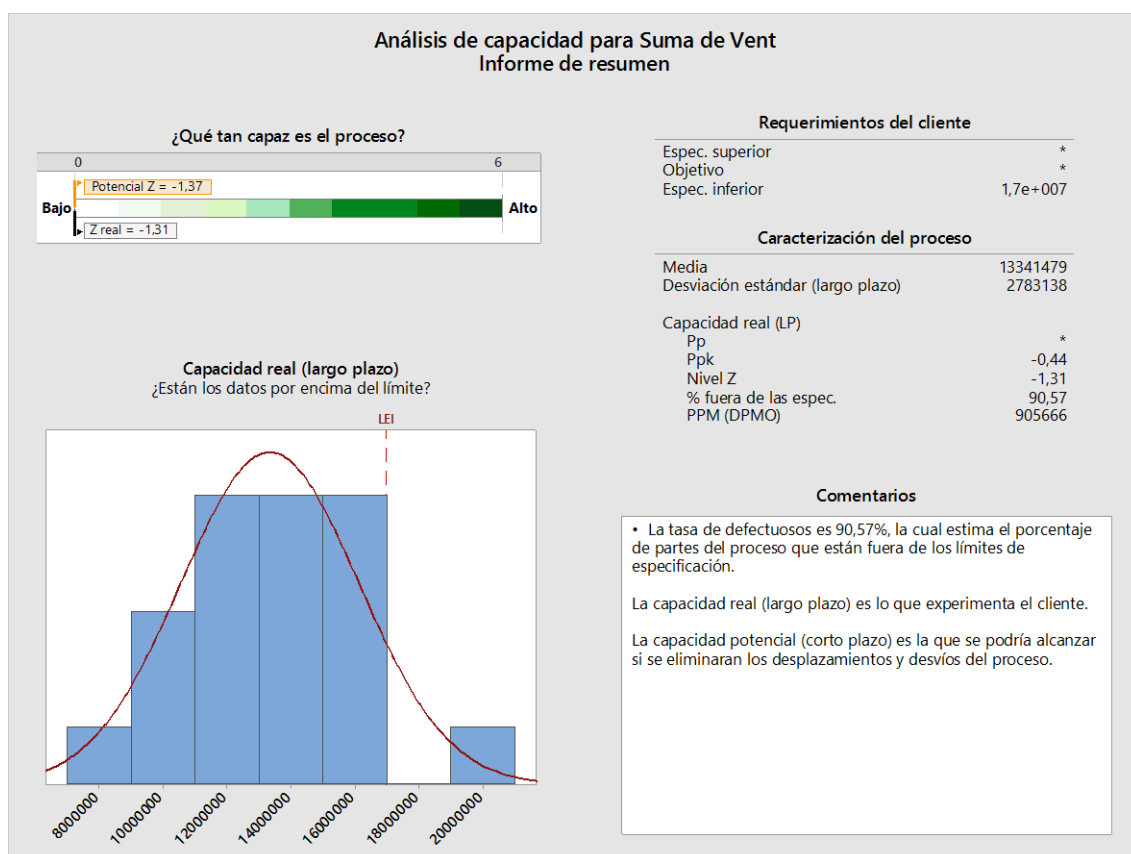 Análisis de capacidad para Suma de Vent
Informe de resumen
¿Qué tan capaz es el proceso?
0 6
Potencial Z = -1,37
Bajo Alto
Z real = -1,31
Capacidad real (largo plazo)
¿Están los datos por encima del límite?
LEI
8000000 10000000 12000000 14000000 16000000 18000000 20000000
Requerimientos del cliente
Espec. superior *
Objetivo *
Espec. inferior 1,7e+007
Caracterización del proceso
Media 13341479
Desviación estándar (largo plazo) 2783138
Capacidad real (LP)
Pp *
Ppk -0,44
Nivel Z -1,31
% fuera de las espec. 90,57
PPM (DPMO) 905666
Comentarios
• La tasa de defectuosos es 90,57%, la cual estima el porcentaje
de partes del proceso que están fuera de los límites de
especificación.
La capacidad real (largo plazo) es lo que experimenta el cliente.
La capacidad potencial (corto plazo) es la que se podría alcanzar
si se eliminaran los desplazamientos y desvíos del proceso.